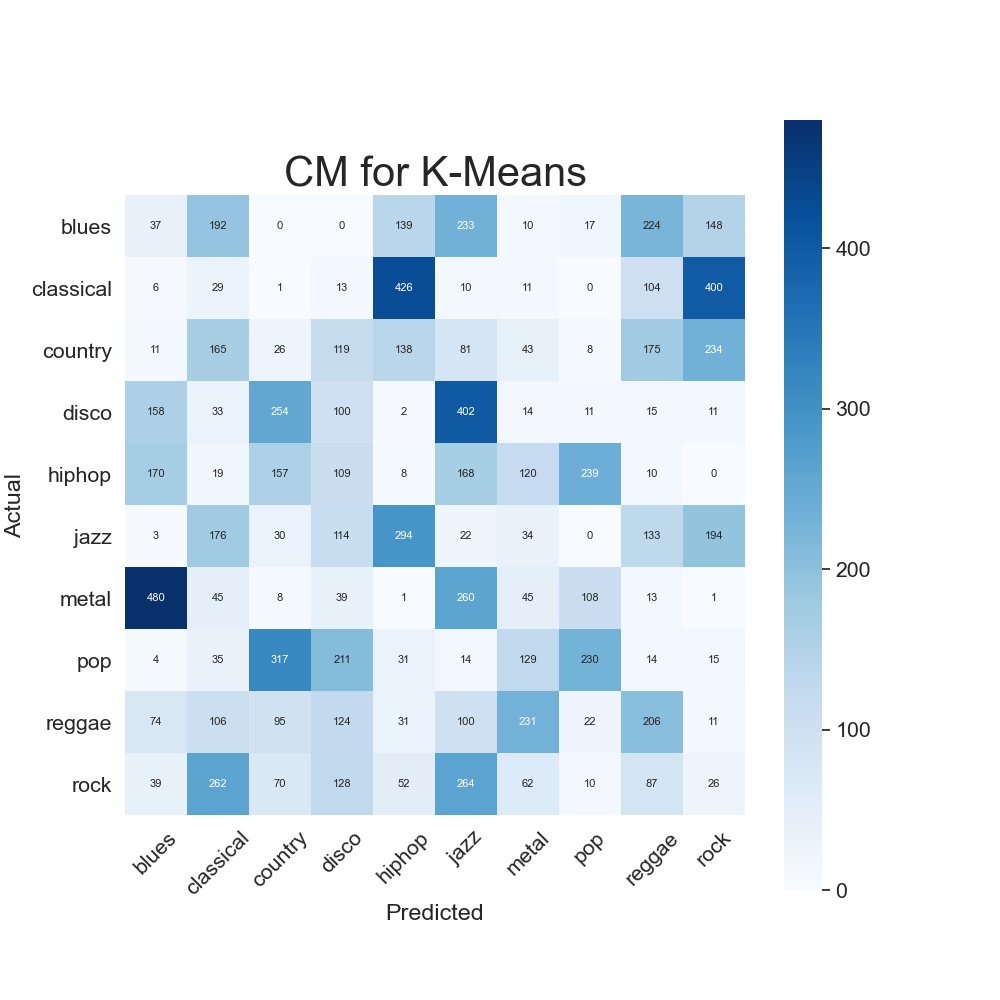 CM for K-Means
blues 37 192 0 0 139 233 10 17 224 148
classical 6 29 1 13 426 10 11 0 104 400
country 11 165 26 119 138 81 43 8 175 234
disco 158 33 254 100 2 402 14 11 15 11
hiphop 170 19 157 109 8 168 120 239 10 0
jazz 3 176 30 114 294 22 34 0 133 194
metal 480 45 8 39 1 260 45 108 13 1
pop 4 35 317 211 31 14 129 230 14 15
reggae 74 106 95 124 31 100 231 22 206 11
rock 39 262 70 128 52 264 62 10 87 26
Actual
blues classical country disco hiphop jazz metal pop reggae rock
Predicted
400
300
200
100
0